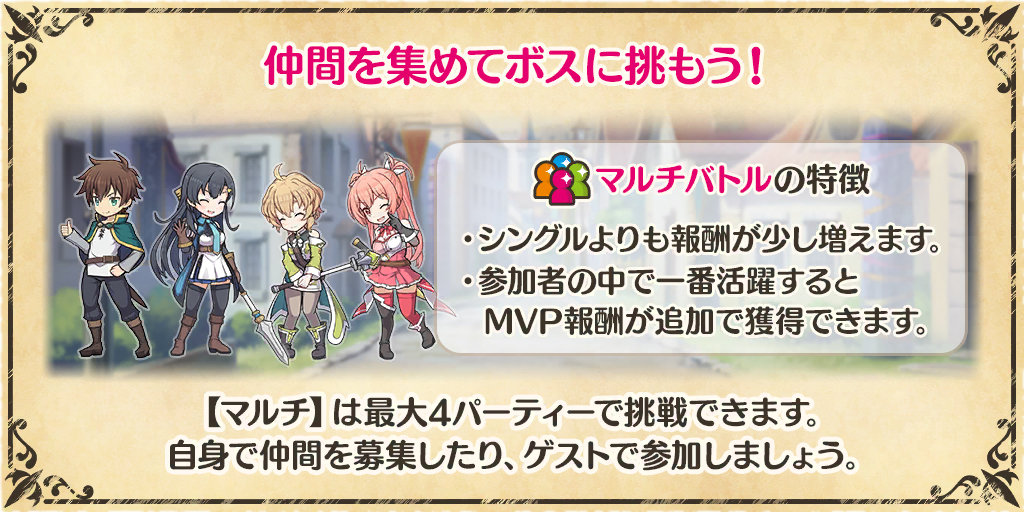 仲間を集めてボスに挑もう!
マルチバトルの特徴
・シングルよりも報酬が少し増えます。
・参加者の中で一番活躍すると
MVP報酬が追加で獲得できます。
【マルチ】は最大4パーティーで挑戦できます。
自身で仲間を募集したり、ゲストで参加しましょう。